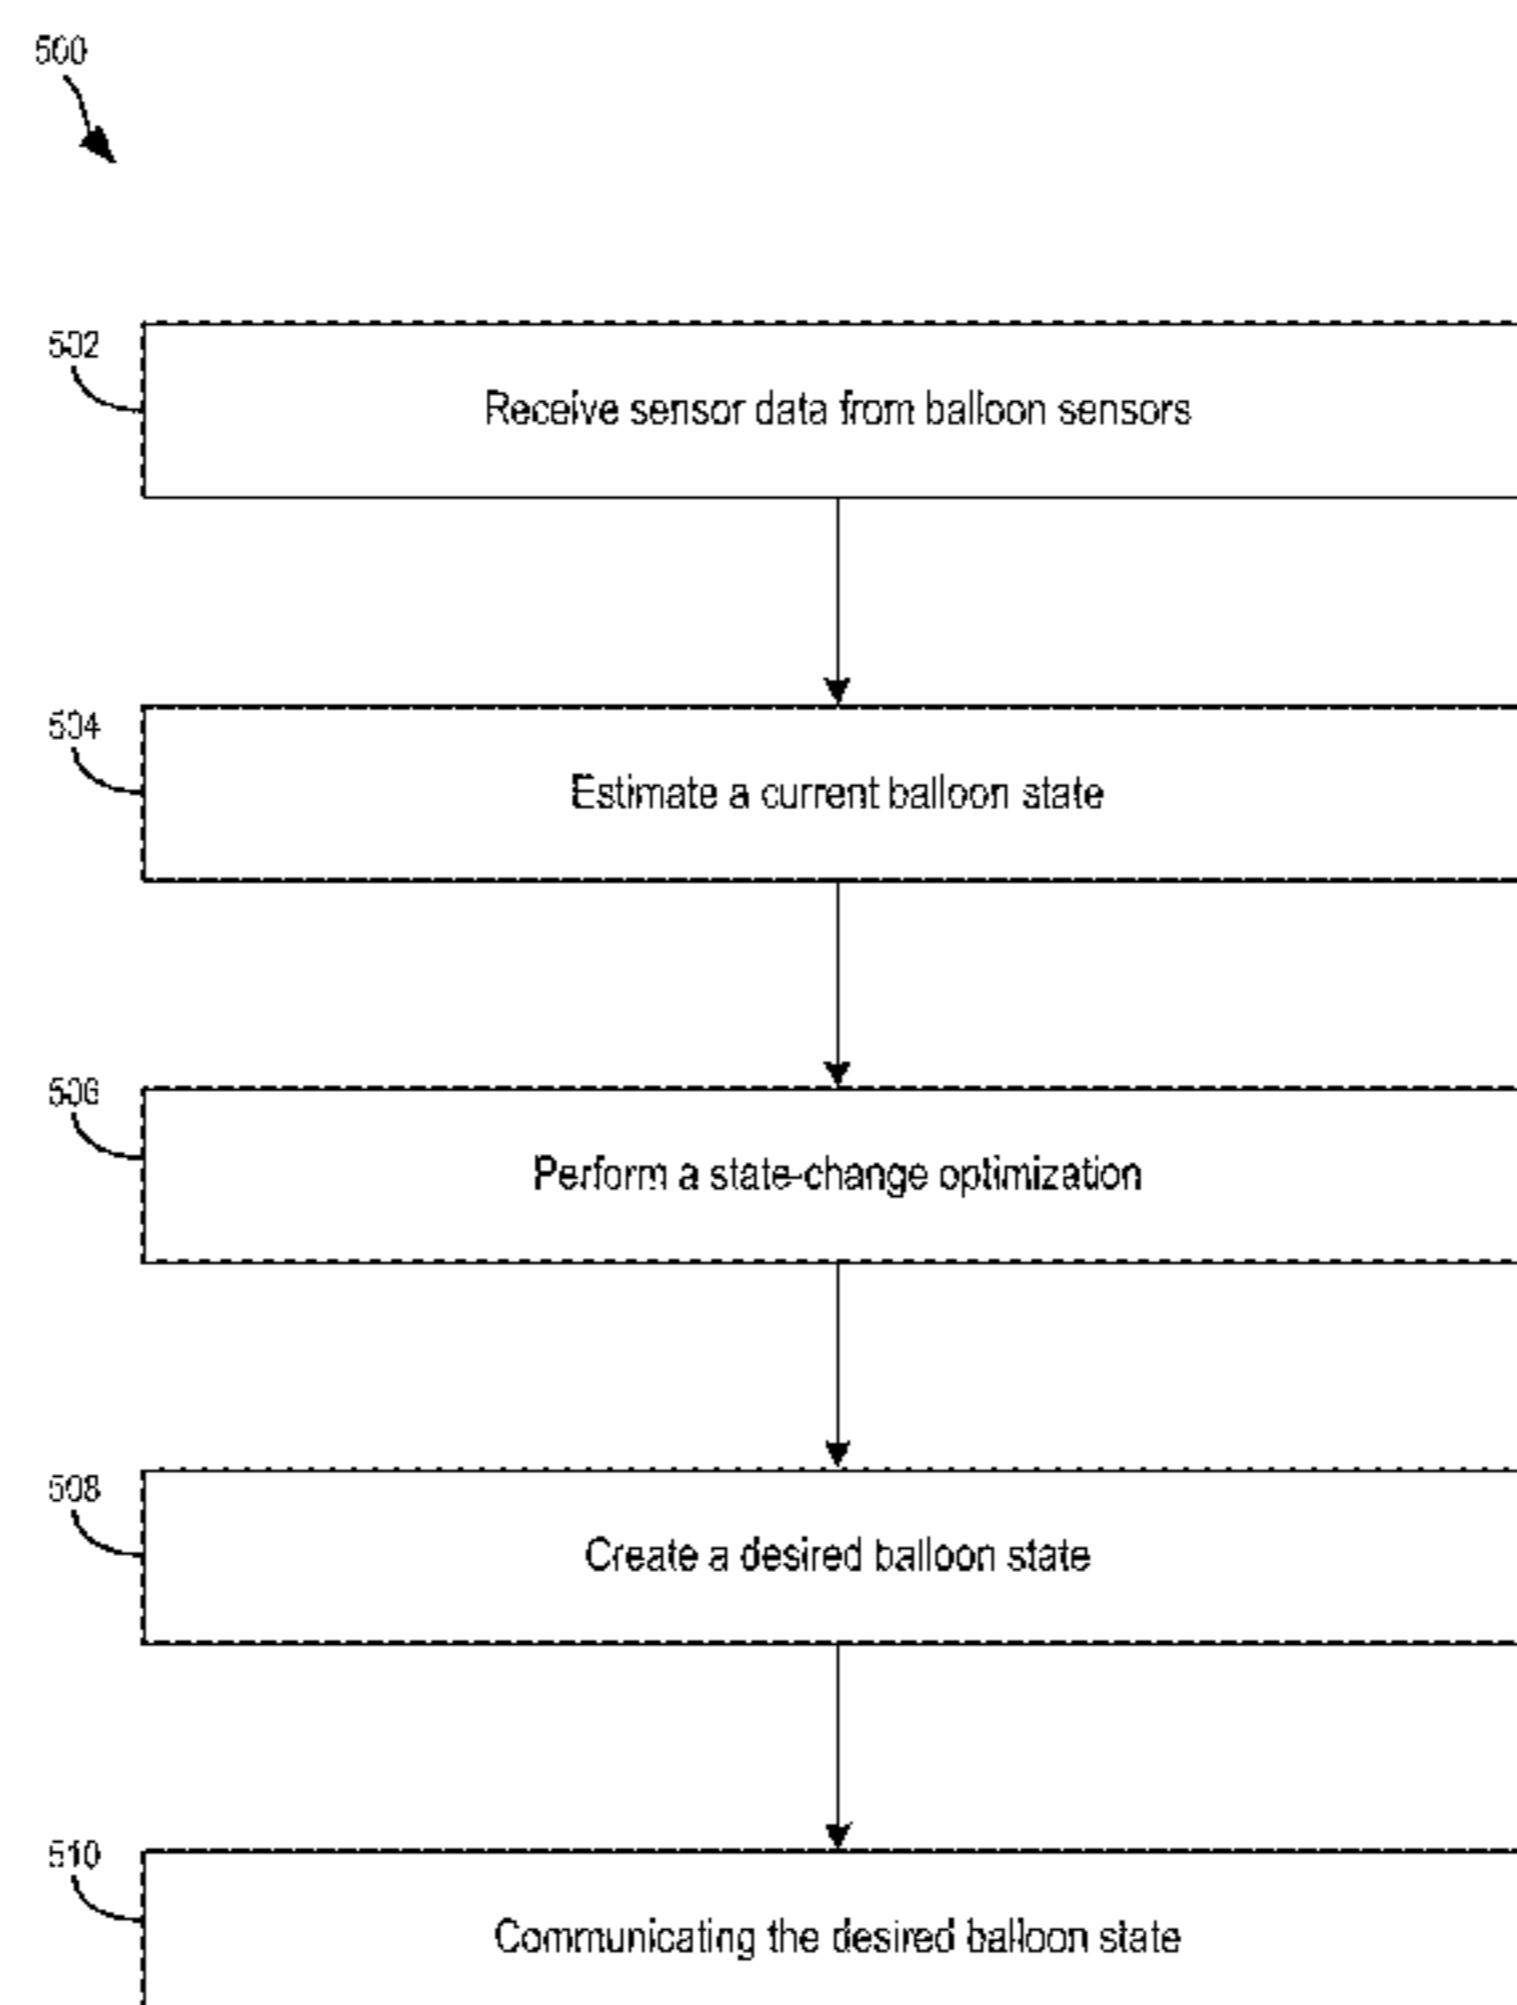 500
502
Receive sensor data from balloon sensors
504
Estimate a current balloon state
506
Perform a state-change optimization
508
Create a desired balloon state
510
Communicating the desired balloon state